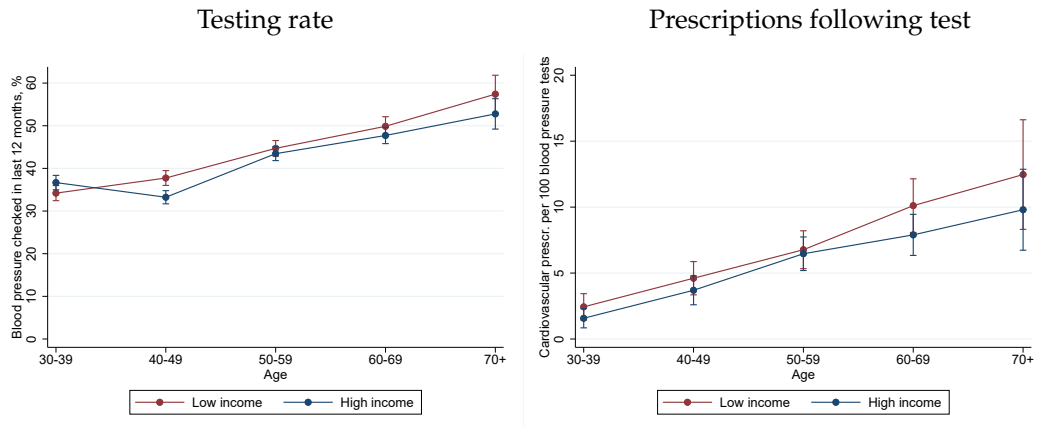 Testing rate
Blood pressure checked in last 12 months, %
60
50
40
30
20
10
0
30-39 40-49 50-59 60-69 70+
Age
Low income High income
Prescriptions following test
Cardiovascular prescr. per 100 blood pressure tests
20
15
10
5
0
30-39 40-49 50-59 60-69 70+
Age
Low income High income